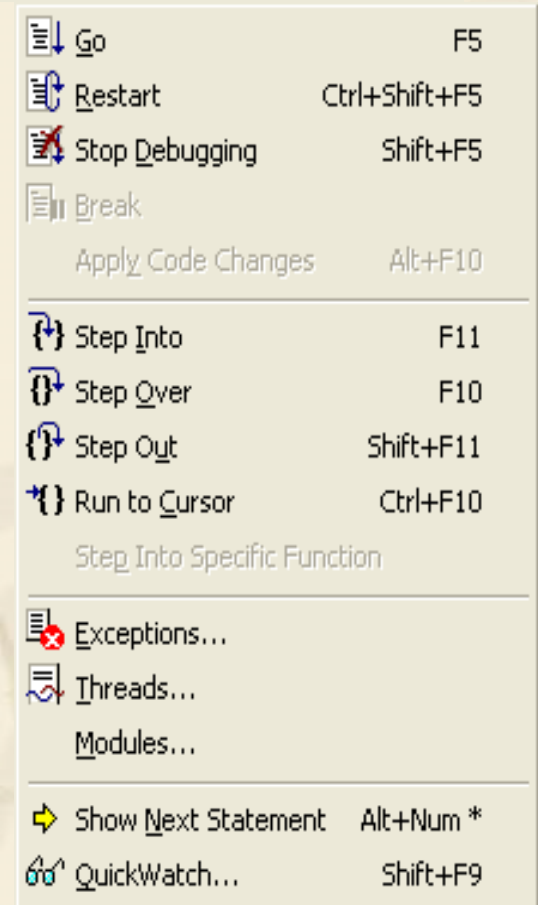 Go F5
Restart Ctrl+Shift+F5
Stop Debugging Shift+F5
Break
Apply Code Changes Alt+F10
Step Into F11
Step Over F10
Step Out Shift+F11
Run to Cursor Ctrl+F10
Step Into Specific Function
Exceptions...
Threads...
Modules...
Show Next Statement Alt+Num *
QuickWatch... Shift+F9